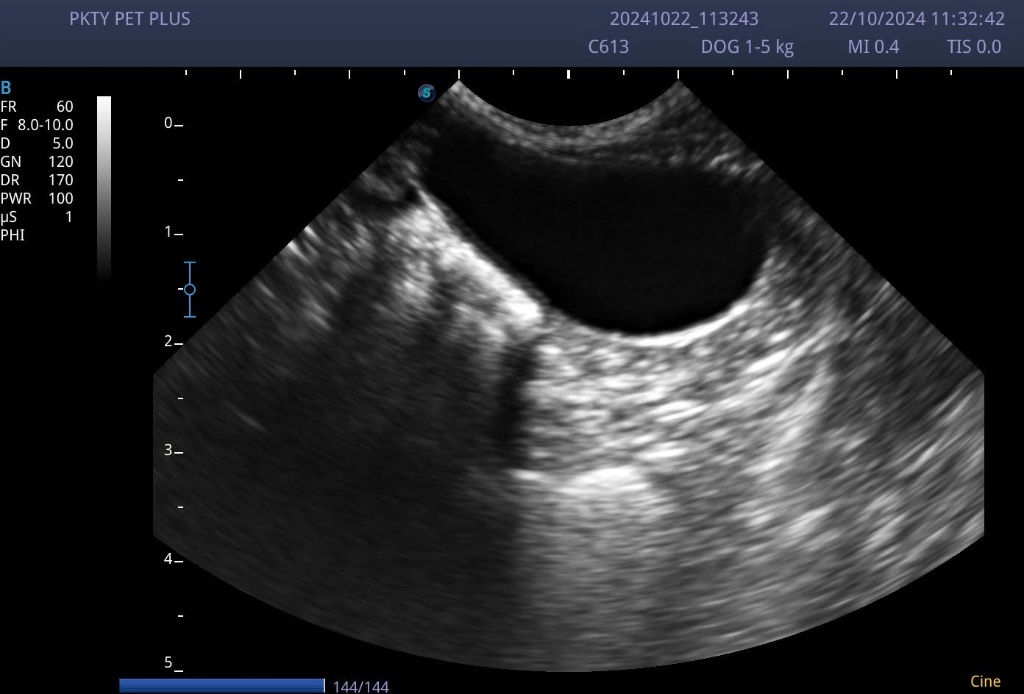 PKTY PET PLUS
20241022_113243
22/10/2024 11:32:42
C613
DOG 1-5 kg
MI 0.4
TIS 0.0
B
FR 60
F 8.0-10.0
D 5.0
GN 120
DR 170
PWR 100
µS 1
PHI
S
0
1
2
3
4
5
144/144
Cine